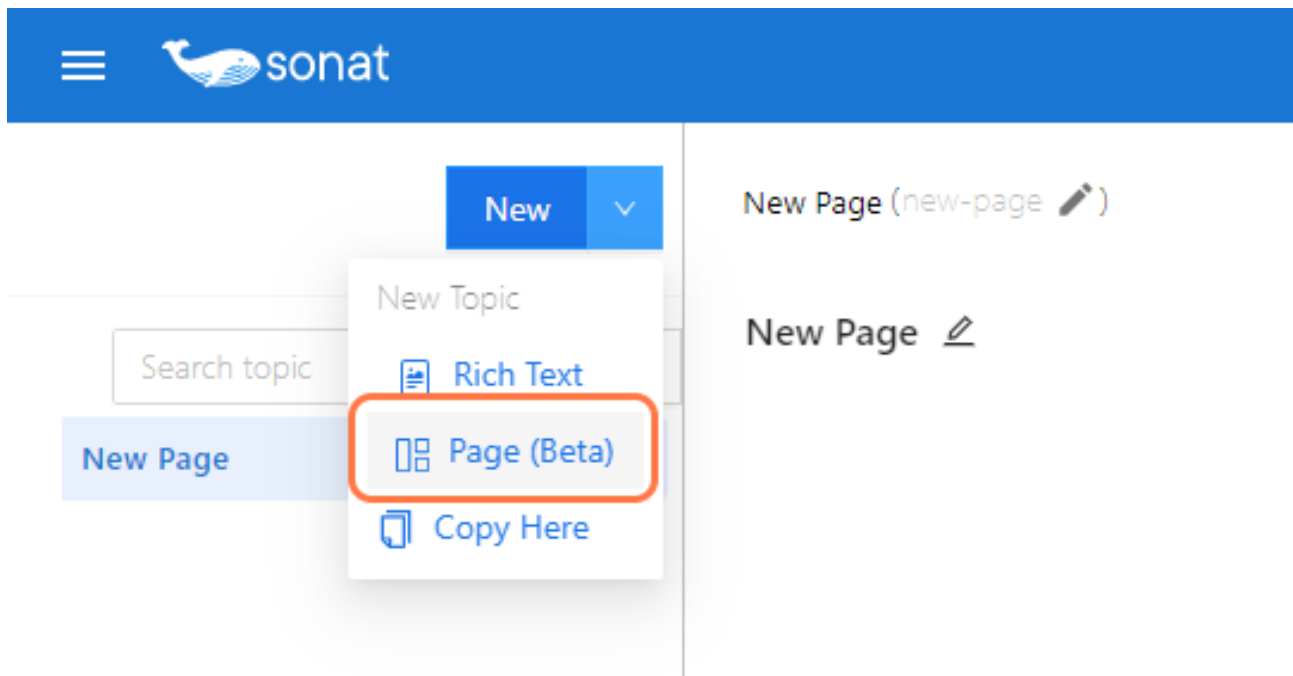 sonat
New
New Page (new-page )
New Topic
New Page
Search topic
Rich Text
New Page
Page (Beta)
Copy Here